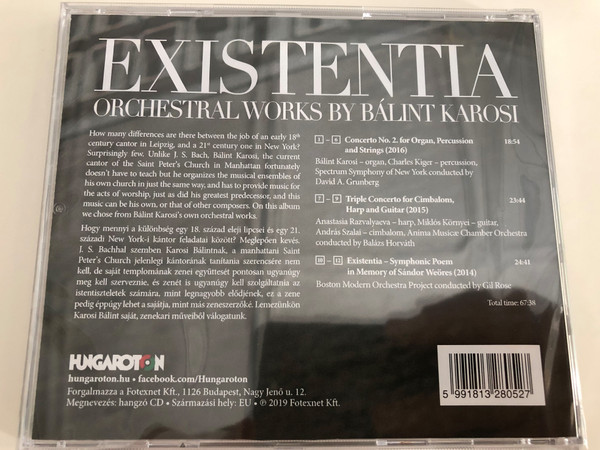 EXISTENTIA
ORCHESTRAL WORKS BY BÁLINT KAROSI
How many differences are there between the job of an early 18th
century cantor in Leipzig, and a 21st century one in New York?
Surprisingly few. Unlike J. S. Bach, Bálint Karosi, the current
cantor of the Saint Peter's Church in Manhattan fortunately
doesn't have to teach but he organizes the musical ensembles of
his own church in just the same way, and has to provide music for
the acts of worship, just as did his greatest predecessor, and this
music can be his own, or that of other composers. On this album
we chose from Bálint Karosi's own orchestral works.
Hogy mennyi a különbség egy 18. század eleji lipcsei és egy 21.
századi New York-i kántor feladatai között? Meglepően kevés.
J. S. Bachhal szemben Karosi Bálintnak, a manhattani Saint
Peter's Church jelenlegi kántorának tanítania szerencsére nem
kell, de saját templomának zenei együtteseit pontosan ugyanúgy
meg kell szerveznie, és zenét is ugyanúgy kell szolgáltatnia az
istentiszteletek számára, mint legnagyobb elődjének, ez a zene
pedig éppúgy lehet a sajátja, mint más zeneszerzőké. Lemezünkön
Karosi Bálint saját, zenekari műveiből válogatunk.
1 – 6 Concerto No. 2. for Organ, Percussion
and Strings (2016) 18:54
Bálint Karosi – organ, Charles Kiger – percussion,
Spectrum Symphony of New York conducted by
David A. Grunberg
7 – 9 Triple Concerto for Cimbalom, 23:44
Harp and Guitar (2015)
Anastasia Razvalyaeva – harp, Miklós Környei – guitar,
András Szalai – cimbalom, Anima Musicæ Chamber Orchestra
conducted by Balázs Horváth
10 – 12 Existentia – Symphonic Poem 24:41
in Memory of Sándor Weöres (2014)
Boston Modern Orchestra Project conducted by Gil Rose
Total time: 67:38
HUNGAROTON
hungaroton.hu • facebook.com/Hungaroton
Forgalmazza a Fotexnet Kft., 1126 Budapest, Nagy Jenő u. 12.
Megnevezés: hangzó CD • Származási hely: EU • ℗ 2019 Fotexnet Kft.
5 991813 280527